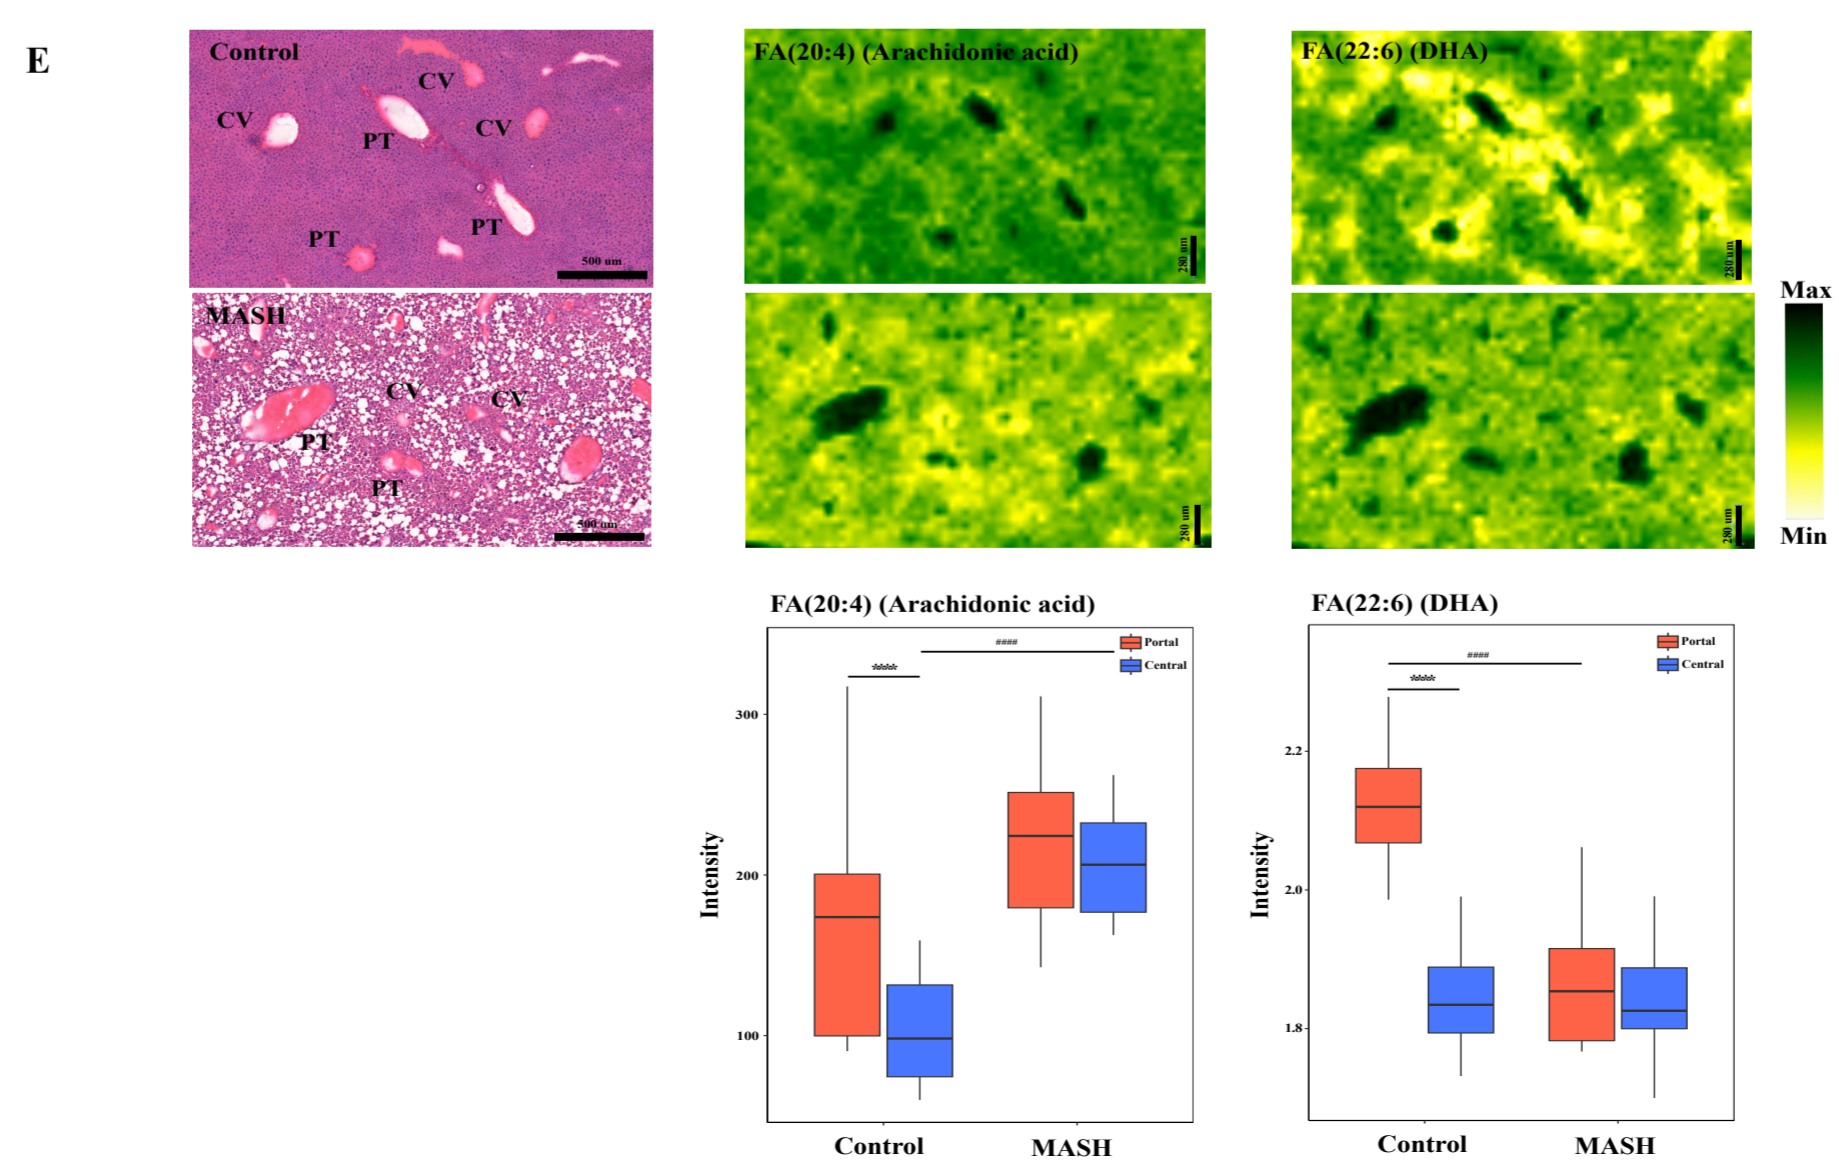 E
Control
CV
CV
CV
PT
PT
PT
500 um
FA(20:4) (Arachidonic acid)
280 um
FA(22:6) (DHA)
280 um
MASH
CV
CV
PT
PT
500 um
280 um
280 um
Max
Min
FA(20:4) (Arachidonic acid)
####
****
Portal
Central
300
200
100
Intensity
Control
MASH
FA(22:6) (DHA)
####
****
Portal
Central
2.2
2.0
1.8
Intensity
Control
MASH